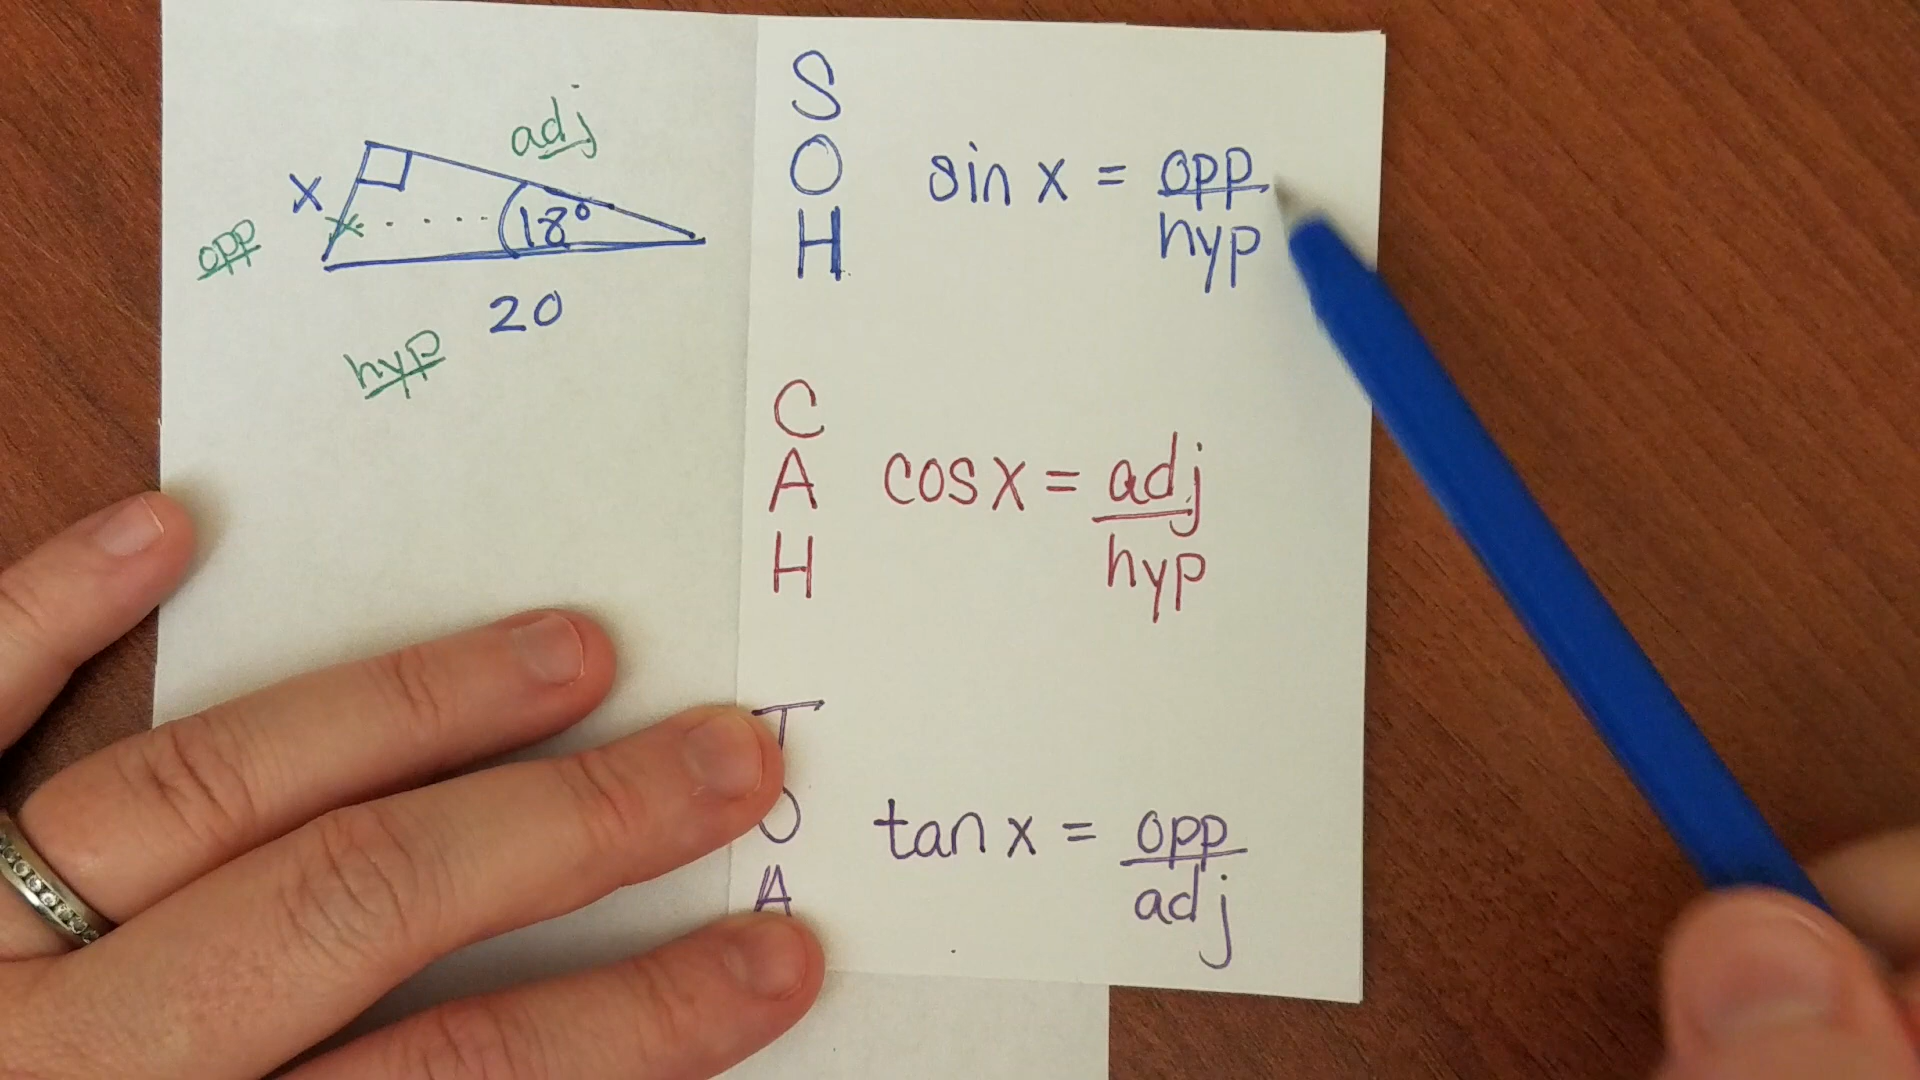 adj
x
opp
18°
20
hyp
S
O
H
sin x = opp
hyp
C
A
H
cos x = adj
hyp
T
O
A
tan x = opp
adj